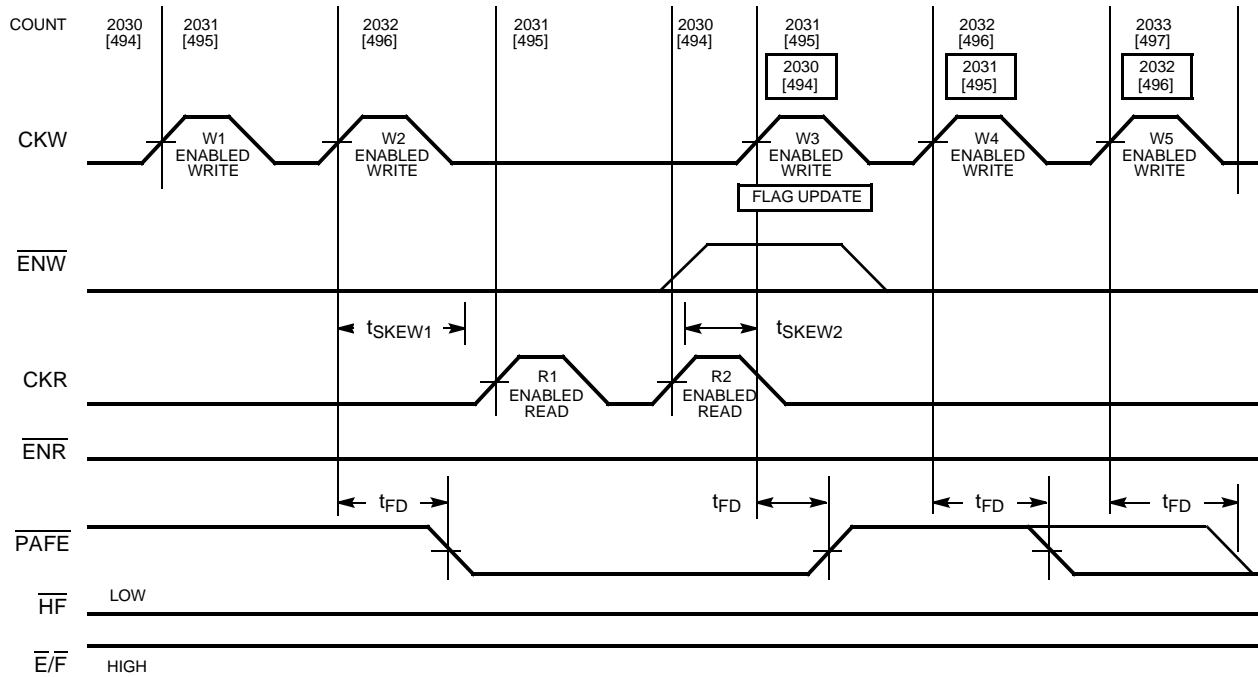 COUNT 2030 2031 2032 2031 2030 2031 2032 2033
[494] [495] [496] [495] [494] [495] [496] [497]
2030 2031 2032
[494] [495] [496]
CKW W1 W2 W3 W4 W5
ENABLED ENABLED ENABLED ENABLED ENABLED
WRITE WRITE WRITE WRITE WRITE
FLAG UPDATE
ENW
tSKEW1 tSKEW2
CKR R1 R2
ENABLED ENABLED
READ READ
ENR
tFD tFD tFD tFD
PAFE
HF LOW
E/F HIGH